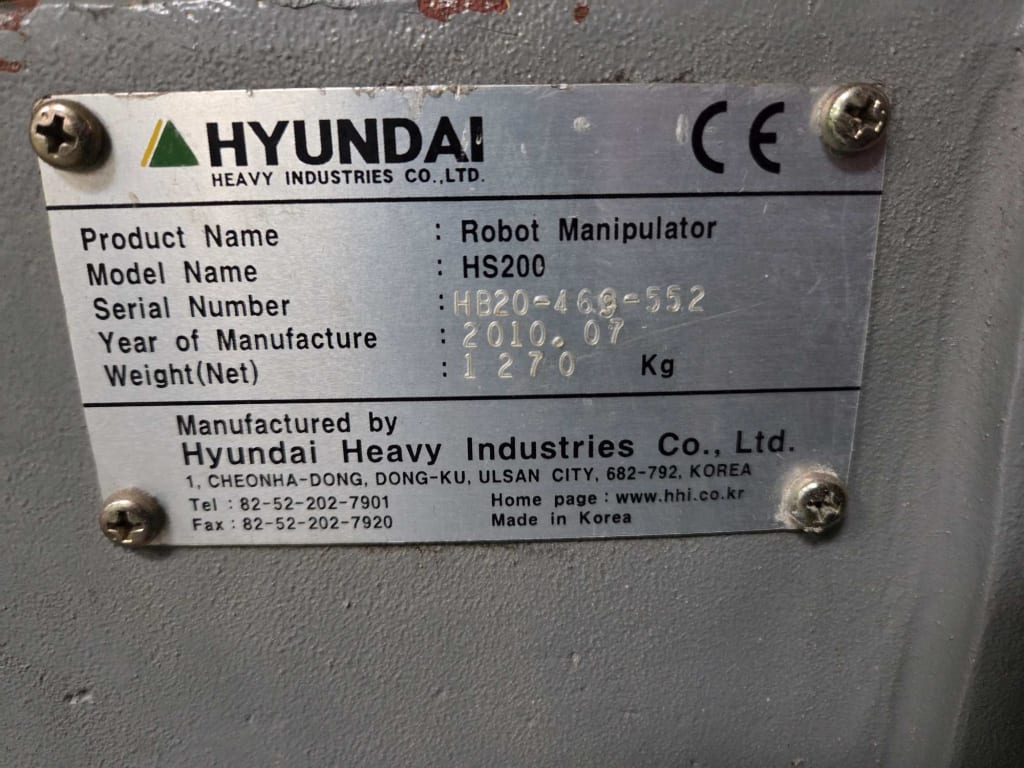 HYUNDAI
HEAVY INDUSTRIES CO.,LTD.
CE
Product Name : Robot Manipulator
Model Name : HS200
Serial Number : HB20-469-552
Year of Manufacture : 2010.07
Weight(Net) : 1270 Kg
Manufactured by
Hyundai Heavy Industries Co., Ltd.
1, CHEONHA-DONG, DONG-KU, ULSAN CITY, 682-792, KOREA
Tel : 82-52-202-7901 Home page : www.hhi.co.kr
Fax : 82-52-202-7920 Made in Korea